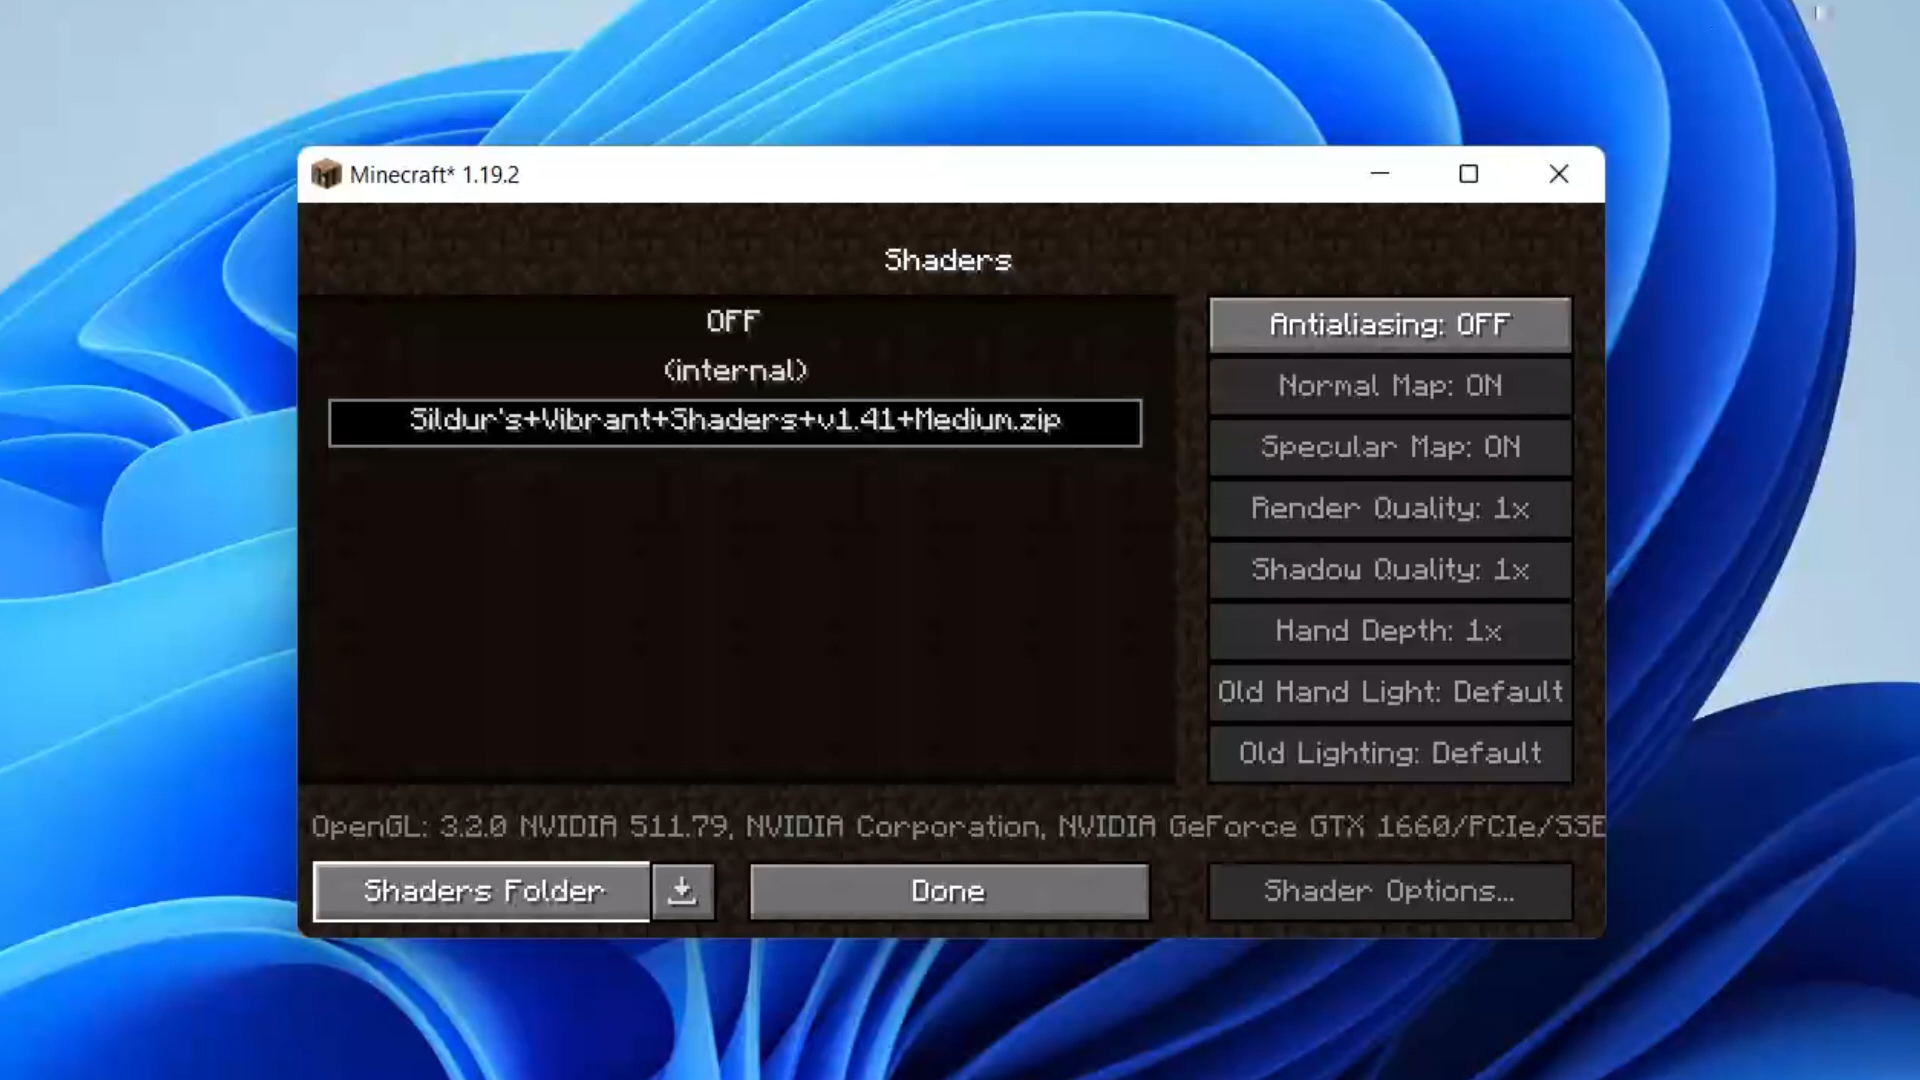 Minecraft* 1.19.2
Shaders
OFF
(internal)
Sildur's+Vibrant+Shaders+v1.41+Medium.zip
Antialiasing: OFF
Normal Map: ON
Specular Map: ON
Render Quality: 1x
Shadow Quality: 1x
Hand Depth: 1x
Old Hand Light: Default
Old Lighting: Default
OpenGL: 3.2.0 NVIDIA 511.79, NVIDIA Corporation, NVIDIA GeForce GTX 1660/PCIe/SSE
Shaders Folder
Done
Shader Options...